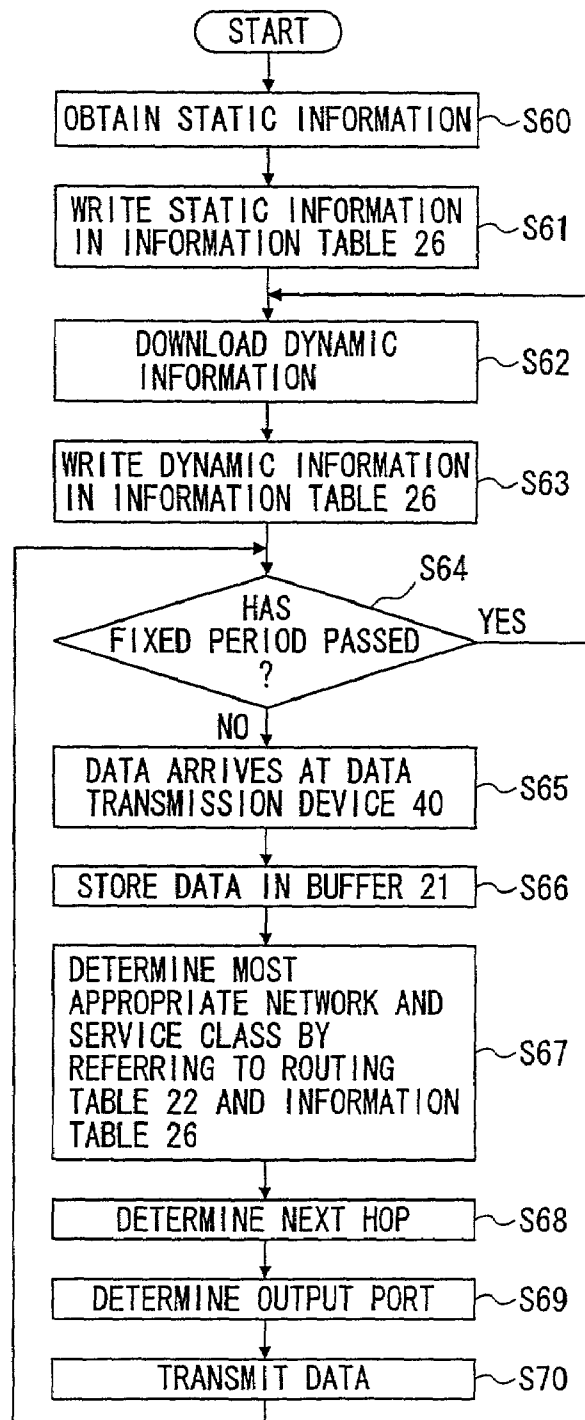 START
OBTAIN STATIC INFORMATION
S60
WRITE STATIC INFORMATION
IN INFORMATION TABLE 26
S61
DOWNLOAD DYNAMIC
INFORMATION
S62
WRITE DYNAMIC INFORMATION
IN INFORMATION TABLE 26
S63
S64
HAS
FIXED PERIOD PASSED
?
YES
NO
DATA ARRIVES AT DATA
TRANSMISSION DEVICE 40
S65
STORE DATA IN BUFFER 21
S66
DETERMINE MOST
APPROPRIATE NETWORK AND
SERVICE CLASS BY
REFERRING TO ROUTING
TABLE 22 AND INFORMATION
TABLE 26
S67
DETERMINE NEXT HOP
S68
DETERMINE OUTPUT PORT
S69
TRANSMIT DATA
S70